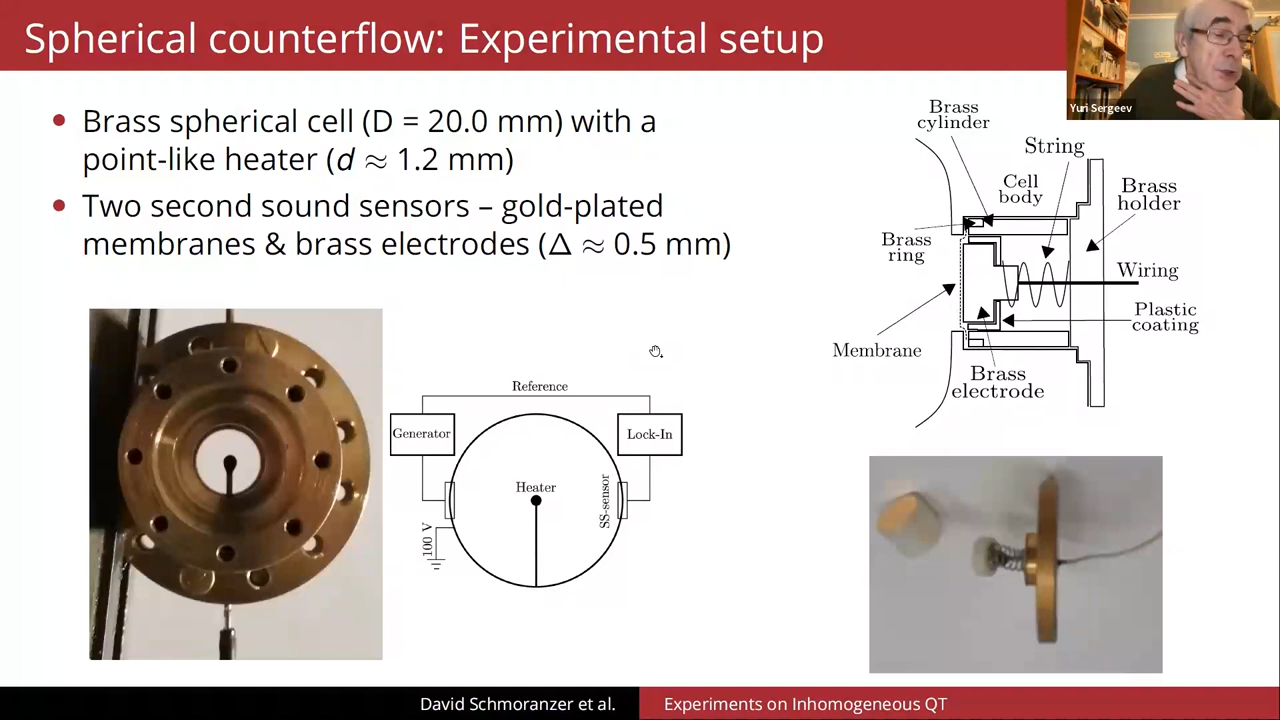 Spherical counterflow: Experimental setup
Yuri Sergeev
• Brass spherical cell (D = 20.0 mm) with a
point-like heater (d ≈ 1.2 mm)
• Two second sound sensors – gold-plated
membranes & brass electrodes (Δ ≈ 0.5 mm)
Brass
cylinder
String
Cell
body
Brass
holder
Brass
ring
Wiring
Plastic
coating
Membrane
Brass
electrode
Reference
Generator
Lock-In
Heater
SS-sensor
100 V
David Schmoranzer et al.
Experiments on Inhomogeneous QT